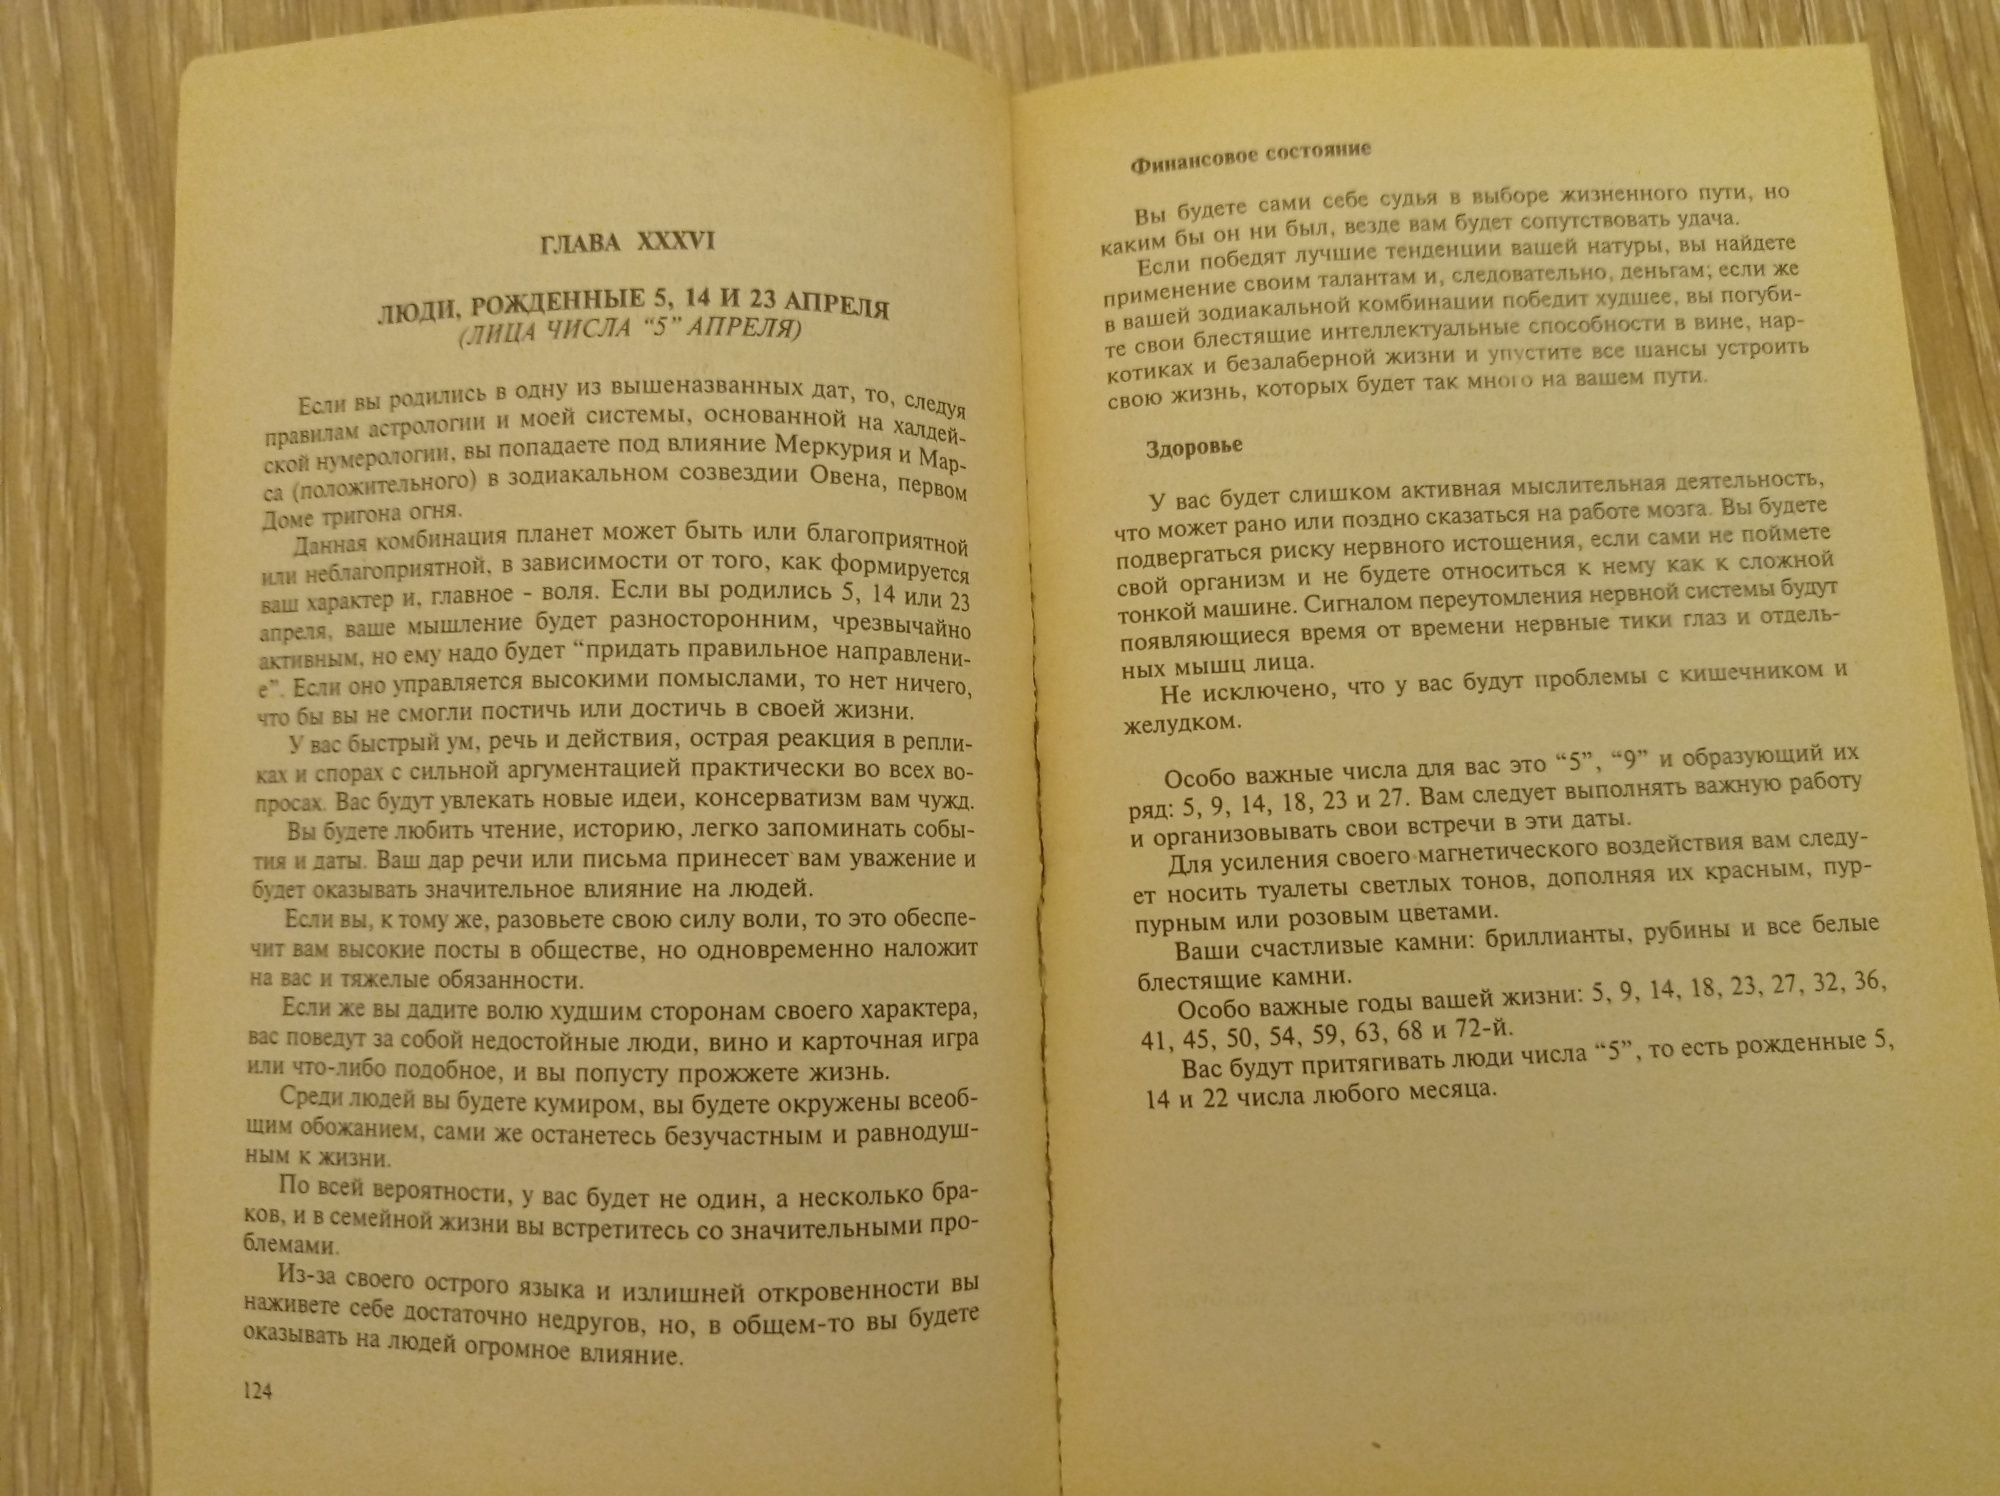 ГЛАВА XXXVI
ЛЮДИ, РОЖДЕННЫЕ 5, 14 И 23 АПРЕЛЯ
(ЛИЦА ЧИСЛА “5” АПРЕЛЯ)
Если вы родились в одну из вышеназванных дат, то, следуя
правилам астрологии и моей системы, основанной на халдей-
ской нумерологии, вы попадаете под влияние Меркурия и Мар-
са (положительного) в зодиакальном созвездии Овена, первом
Доме тригона огня.
Данная комбинация планет может быть или благоприятной
или неблагоприятной, в зависимости от того, как формируется
ваш характер и, главное - воля. Если вы родились 5, 14 или 23
апреля, ваше мышление будет разносторонним, чрезвычайно
активным, но ему надо будет “придать правильное направлени-
е”. Если оно управляется высокими помыслами, то нет ничего,
что бы вы не смогли постичь или достичь в своей жизни.
У вас быстрый ум, речь и действия, острая реакция в репли-
ках и спорах с сильной аргументацией практически во всех во-
просах. Вас будут увлекать новые идеи, консерватизм вам чужд.
Вы будете любить чтение, историю, легко запоминать собы-
тия и даты. Ваш дар речи или письма принесет вам уважение и
будет оказывать значительное влияние на людей.
Если вы, к тому же, разовьете свою силу воли, то это обеспе-
чит вам высокие посты в обществе, но одновременно наложит
на вас и тяжелые обязанности.
Если же вы дадите волю худшим сторонам своего характера,
вас поведут за собой недостойные люди, вино и карточная игра
или что-либо подобное, и вы попусту прожжете жизнь.
Среди людей вы будете кумиром, вы будете окружены всеоб-
щим обожанием, сами же останетесь безучастным и равнодуш-
ным к жизни.
По всей вероятности, у вас будет не один, а несколько бра-
ков, и в семейной жизни вы встретитесь со значительными про-
блемами.
Из-за своего острого языка и излишней откровенности вы
наживете себе достаточно недругов, но, в общем-то вы будете
оказывать на людей огромное влияние.
124
Финансовое состояние
Вы будете сами себе судья в выборе жизненного пути, но
каким бы он ни был, везде вам будет сопутствовать удача.
Если победят лучшие тенденции вашей натуры, вы найдете
применение своим талантам и, следовательно, деньгам; если же
в вашей зодиакальной комбинации победит худшее, вы погуби-
те свои блестящие интеллектуальные способности в вине, нар-
котиках и безалаберной жизни и упустите все шансы устроить
свою жизнь, которых будет так много на вашем пути.
Здоровье
У вас будет слишком активная мыслительная деятельность,
что может рано или поздно сказаться на работе мозга. Вы будете
подвергаться риску нервного истощения, если сами не поймете
свой организм и не будете относиться к нему как к сложной
тонкой машине. Сигналом переутомления нервной системы будут
появляющиеся время от времени нервные тики глаз и отдель-
ных мышц лица.
Не исключено, что у вас будут проблемы с кишечником и
желудком.
Особо важные числа для вас это “5”, “9” и образующий их
ряд: 5, 9, 14, 18, 23 и 27. Вам следует выполнять важную работу
и организовывать свои встречи в эти даты.
Для усиления своего магнетического воздействия вам следу-
ет носить туалеты светлых тонов, дополняя их красным, пур-
пурным или розовым цветами.
Ваши счастливые камни: бриллианты, рубины и все белые
блестящие камни.
Особо важные годы вашей жизни: 5, 9, 14, 18, 23, 27, 32, 36,
41, 45, 50, 54, 59, 63, 68 и 72-й.
Вас будут притягивать люди числа “5”, то есть рожденные 5,
14 и 22 числа любого месяца.